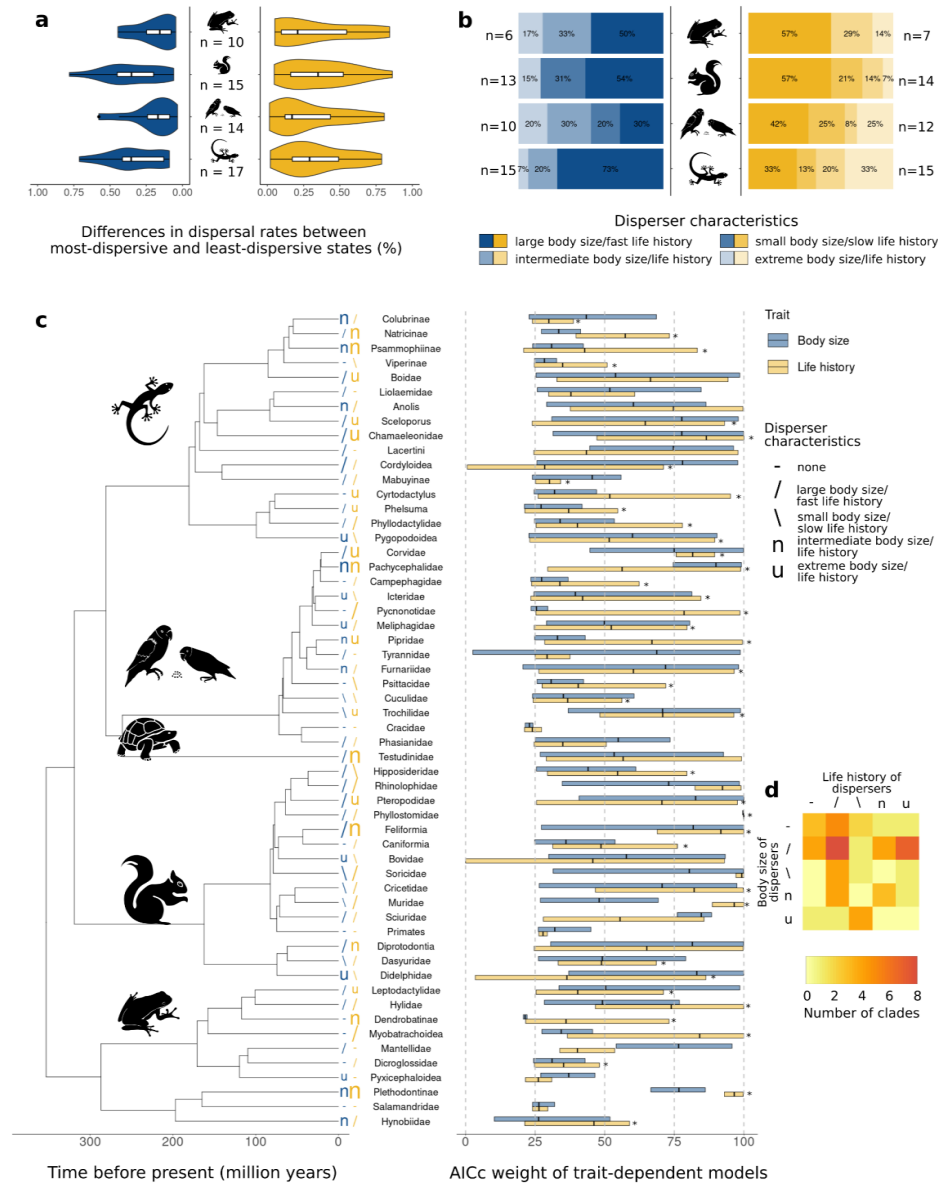 a
n = 10
n = 15
n = 14
n = 17
1.00 0.75 0.50 0.25 0.00 0.00 0.25 0.50 0.75 1.00
Differences in dispersal rates between
most-dispersive and least-dispersive states (%)
b
n=6 17% 33% 50% 57% 29% 14% n=7
n=13 15% 31% 54% 57% 21% 14% 7% n=14
n=10 20% 30% 20% 30% 42% 25% 8% 25% n=12
n=15 7% 20% 73% 33% 13% 20% 33% n=15
Disperser characteristics
large body size/fast life history
small body size/slow life history
intermediate body size/life history
extreme body size/life history
c
n / Colubrinae *
/ n Natricinae *
n n Psammophiinae *
- \ Viperinae *
/ u Boidae
/ - Liolaemidae
n / Anolis
/ u Sceloporus *
/ u Chamaeleonidae *
/ - Lacertini
/ / Cordyloidea *
/ - Mabuyinae *
- u Cyrtodactylus *
/ u Phelsuma *
/ / Phyllodactylidae *
u \ Pygopodoidea *
/ u Corvidae *
n n Pachycephalidae *
- \ Campephagidae *
u \ Icteridae *
- / Pycnonotidae *
u \ Meliphagidae *
n u Pipridae *
/ - Tyrannidae
n / Furnariidae *
\ \ Psittacidae *
\ \ Cuculidae *
\ u Trochilidae *
- - Cracidae
/ / Phasianidae
/ n Testudinidae
/ \ Hipposideridae *
/ \ Rhinolophidae
/ u Pteropodidae *
\ / Phyllostomidae *
/ n Feliformia *
\ / Caniformia *
u \ Bovidae
\ / Soricidae
\ / Cricetidae *
- / Muridae *
\ / Sciuridae
- - Primates
/ n Diprotodontia
\ - Dasyuridae *
u \ Didelphidae *
/ u Leptodactylidae *
/ / Hylidae *
- n Dendrobatinae *
- / Myobatrachoidea *
/ - Mantellidae
- / Dicroglossidae *
u - Pyxicephaloidea
n n Plethodontinae *
- - Salamandridae
n / Hynobiidae *
300 200 100 0
Time before present (million years)
0 25 50 75 100
AICc weight of trait-dependent models
Trait
Body size
Life history
Disperser
characteristics
- none
/ large body size/
fast life history
\ small body size/
slow life history
n intermediate body size/
life history
u extreme body size/
life history
d
Life history of
dispersers
- / \ n u
Body size of
dispersers
-
/
\
n
u
0 2 4 6 8
Number of clades